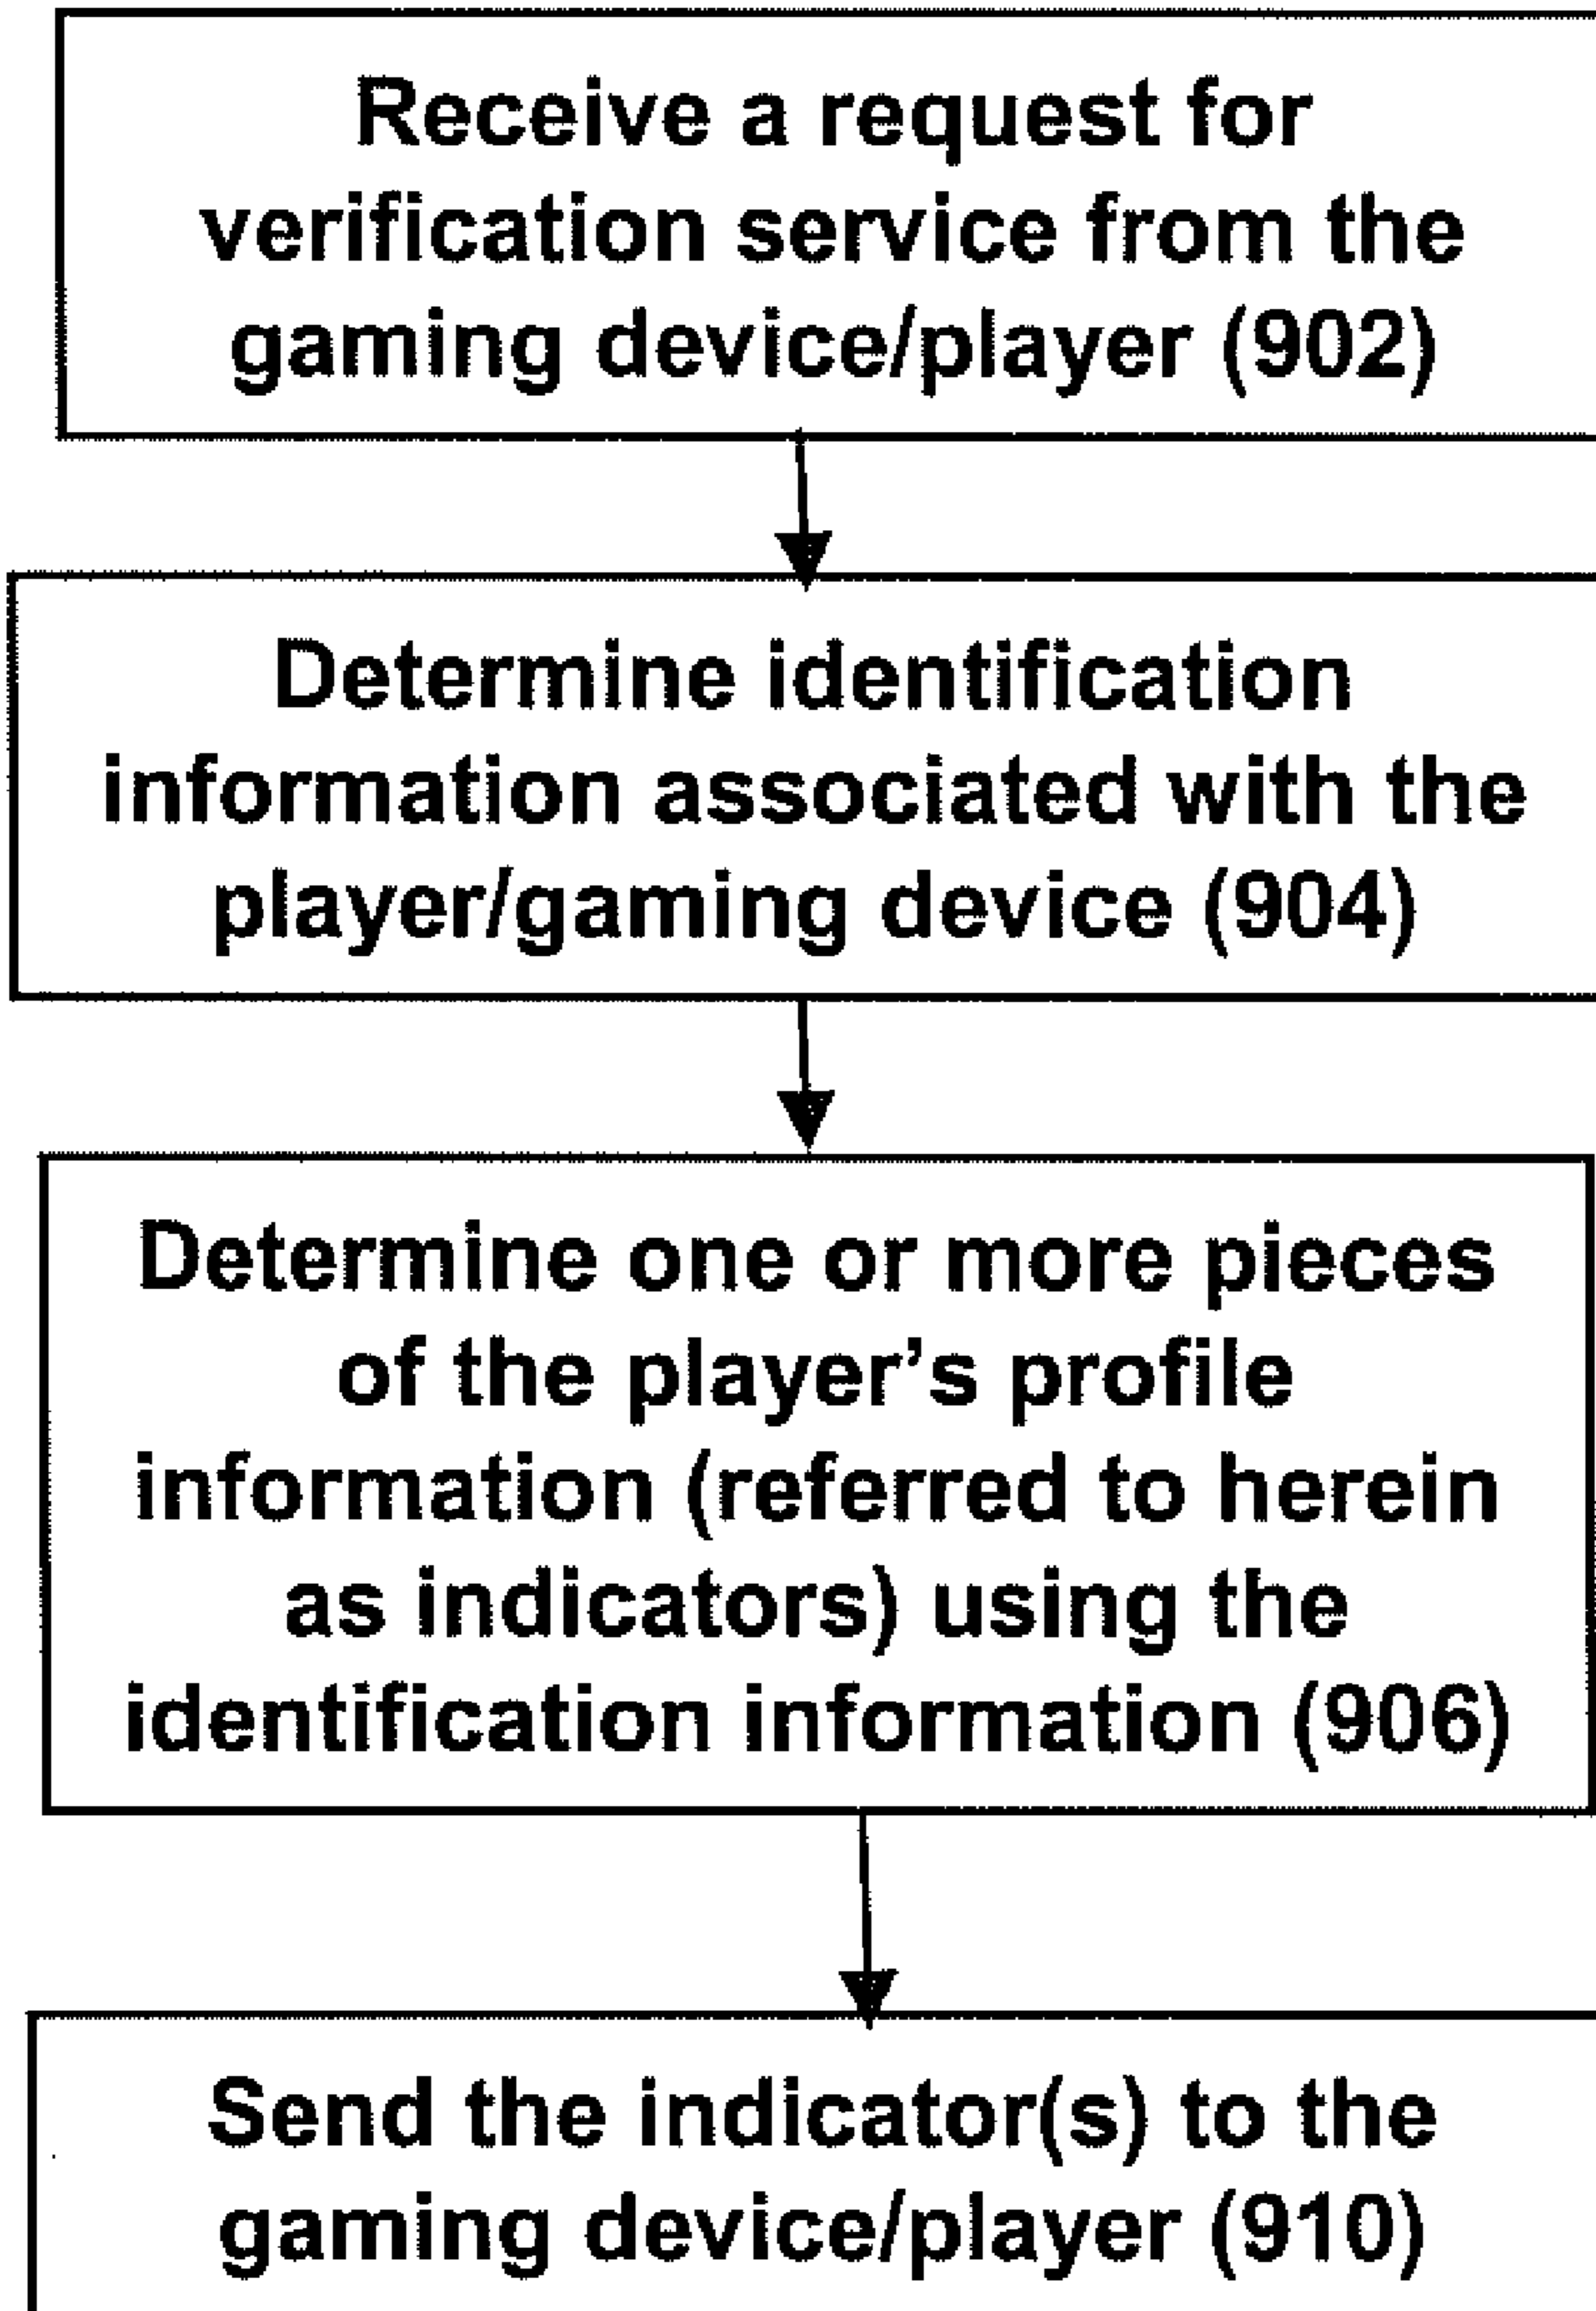 Receive a request for
verification service from the
gaming device/player (902)
Determine identification
information associated with the
player/gaming device (904)
Determine one or more pieces
of the player's profile
information (referred to herein
as indicators) using the
identification information (906)
Send the indicator(s) to the
gaming device/player (910)